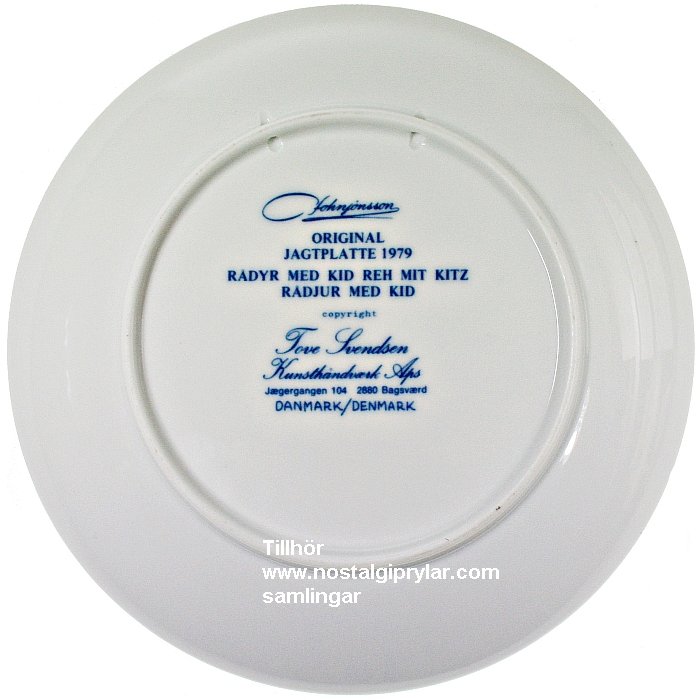 Johnjönsson
ORIGINAL
JAGTPLATTE 1979
RADYR MED KID REH MIT KITZ
RADJUR MED KID
copyright
Tove Svendsen
Kunsthåndværk Aps
Jægergangen 104 2880 Bagsværd
DANMARK/DENMARK
Tillhör
www.nostalgiprylar.com
samlingar